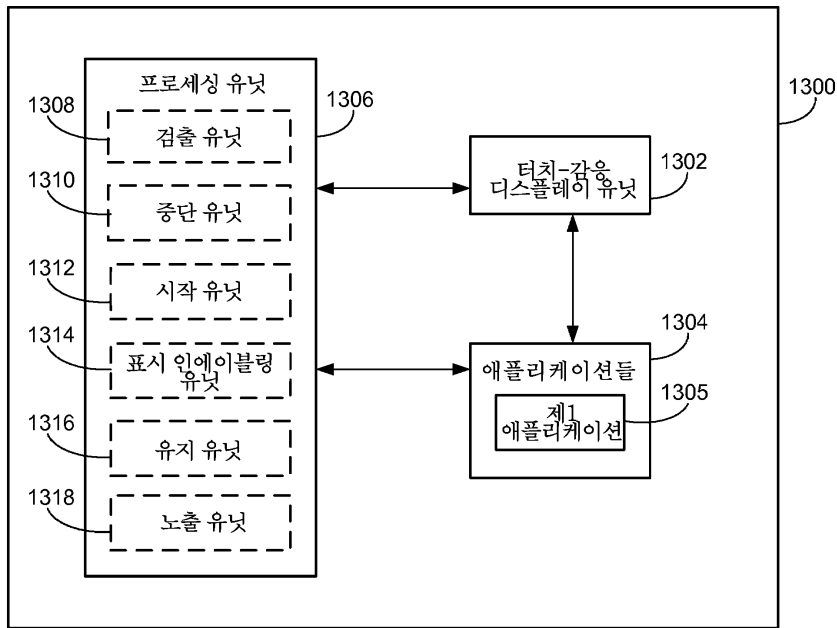 1300
프로세싱 유닛
1306
1308
검출 유닛
1310
중단 유닛
1312
시작 유닛
1314
표시 인에이블링
유닛
1316
유지 유닛
1318
노출 유닛
터치-감응
디스플레이 유닛
1302
1304
애플리케이션들
1305
제1
애플리케이션